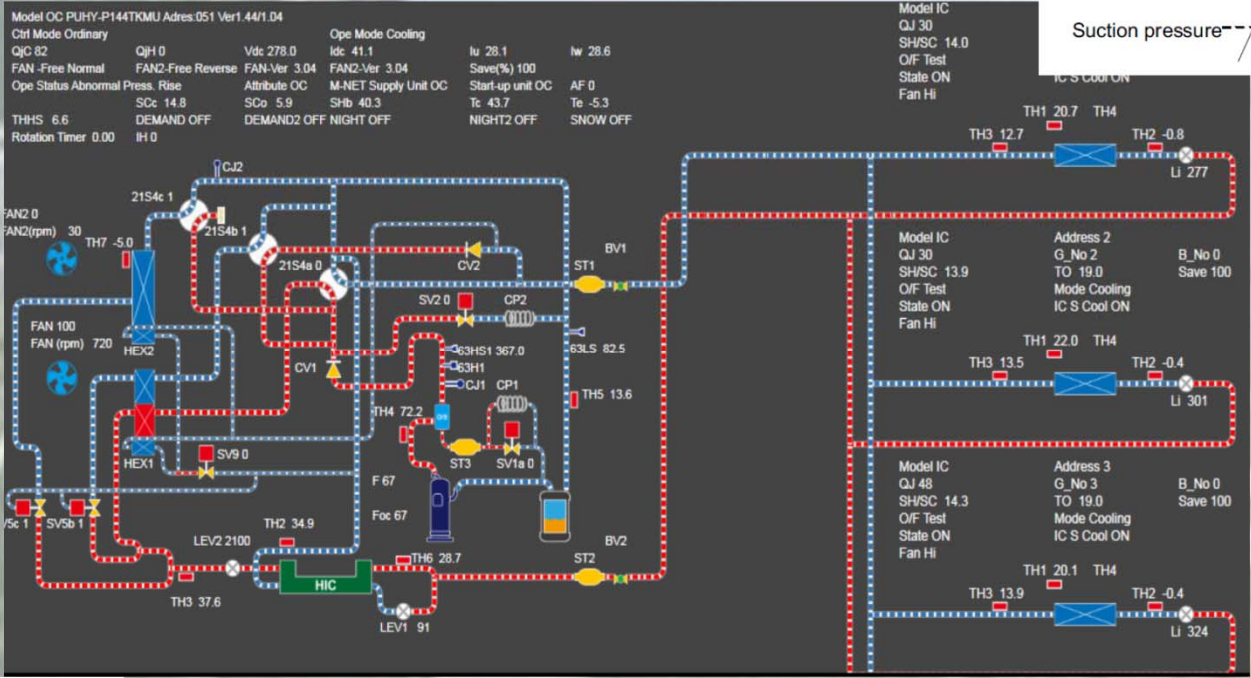 Model OC PUHY-P144TKMU Adres:051 Ver1.44/1.04
Ctrl Mode Ordinary Ope Mode Cooling
QjC 82 QjH 0 Vdc 278.0 Idc 41.1 Iu 28.1 Iw 28.6
FAN -Free Normal FAN2-Free Reverse FAN-Ver 3.04 FAN2-Ver 3.04 Save(%) 100
Ope Status Abnormal Press. Rise Attribute OC M-NET Supply Unit OC Start-up unit OC AF 0
SCc 14.8 SCo 5.9 SHb 40.3 Tc 43.7 Te -5.3
THHS 6.6 DEMAND OFF DEMAND2 OFF NIGHT OFF NIGHT2 OFF SNOW OFF
Rotation Timer 0.00 IH 0
CJ2
21S4c 1
21S4b 1
FAN2 0
FAN2(rpm) 30
TH7 -5.0
21S4a 0
CV2
BV1
ST1
SV2 0
CP2
FAN 100
FAN (rpm) 720
HEX2
63HS1 367.0
63LS 82.5
63H1
CV1
CJ1
CP1
TH5 13.6
TH4 72.2
O/S
HEX1
SV9 0
ST3
SV1a 0
F 67
Foc 67
SV5b 1
TH2 34.9
LEV2 2100
BV2
TH6 28.7
ST2
HIC
TH3 37.6
LEV1 91
Model IC
QJ 30
SH/SC 14.0
O/F Test
State ON IC S Cool ON
Fan Hi
Suction pressure
TH1 20.7 TH4
TH3 12.7 TH2 -0.8
Li 277
Model IC Address 2
QJ 30 G_No 2 B_No 0
SH/SC 13.9 TO 19.0 Save 100
O/F Test Mode Cooling
State ON IC S Cool ON
Fan Hi
TH1 22.0 TH4
TH3 13.5 TH2 -0.4
Li 301
Model IC Address 3
QJ 48 G_No 3 B_No 0
SH/SC 14.3 TO 19.0 Save 100
O/F Test Mode Cooling
State ON IC S Cool ON
Fan Hi
TH1 20.1 TH4
TH3 13.9 TH2 -0.4
Li 324